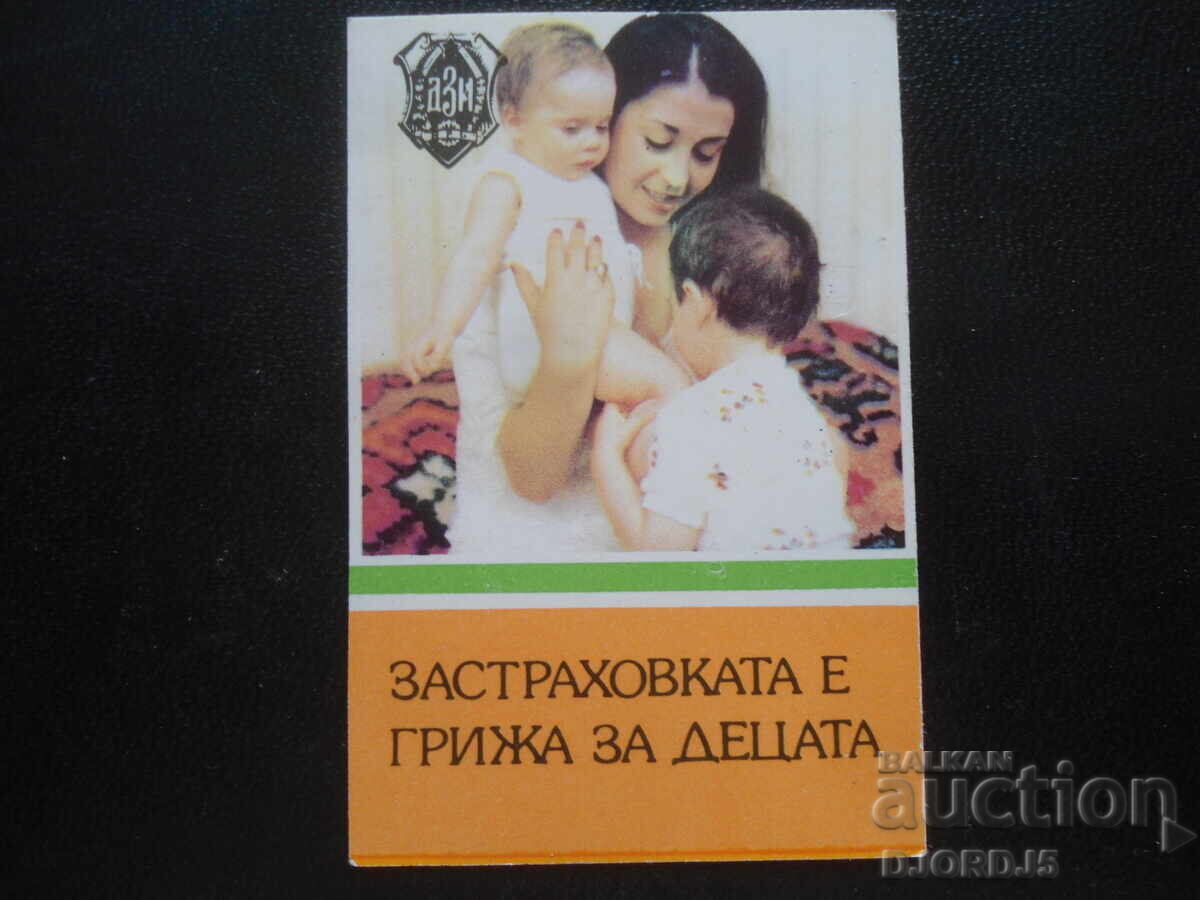 ДЗИ
ЗАСТРАХОВКАТА Е
ГРИЖА ЗА ДЕЦАТА
BALKAN
auction
DJORDJ5